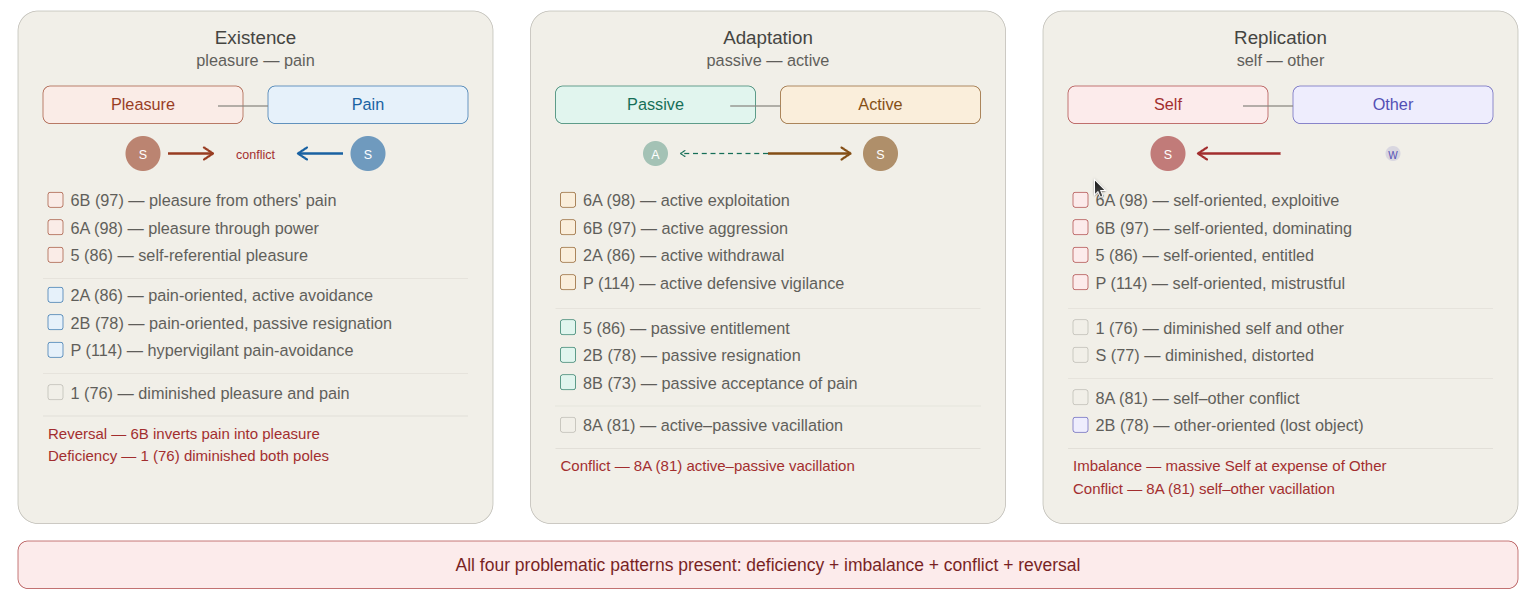 Existence
pleasure — pain
Pleasure
Pain
S
conflict
S
6B (97) — pleasure from others' pain
6A (98) — pleasure through power
5 (86) — self-referential pleasure
2A (86) — pain-oriented, active avoidance
2B (78) — pain-oriented, passive resignation
P (114) — hypervigilant pain-avoidance
1 (76) — diminished pleasure and pain
Reversal — 6B inverts pain into pleasure
Deficiency — 1 (76) diminished both poles
Adaptation
passive — active
Passive
Active
A
S
6A (98) — active exploitation
6B (97) — active aggression
2A (86) — active withdrawal
P (114) — active defensive vigilance
5 (86) — passive entitlement
2B (78) — passive resignation
8B (73) — passive acceptance of pain
8A (81) — active–passive vacillation
Conflict — 8A (81) active–passive vacillation
Replication
self — other
Self
Other
S
W
6A (98) — self-oriented, exploitive
6B (97) — self-oriented, dominating
5 (86) — self-oriented, entitled
P (114) — self-oriented, mistrustful
1 (76) — diminished self and other
S (77) — diminished, distorted
8A (81) — self–other conflict
2B (78) — other-oriented (lost object)
Imbalance — massive Self at expense of Other
Conflict — 8A (81) self–other vacillation
All four problematic patterns present: deficiency + imbalance + conflict + reversal